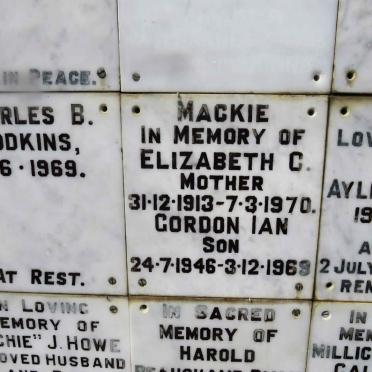 IN PEACE.
RLES B.
ODKINS,
6 · 1969.
AT REST.
MACKIE
IN MEMORY OF
ELIZABETH C.
MOTHER
31·12·1913~7·3·1970.
GORDON IAN
SON
24·7·1946~3·12·1969
LOV
AYL
19
A
2 JULY
REM
N LOVING
EMORY OF
CHIE" J. HOWE
OVED HUSBAND
IN SACRED
MEMORY OF
HAROLD
IN
ME
MILLIC